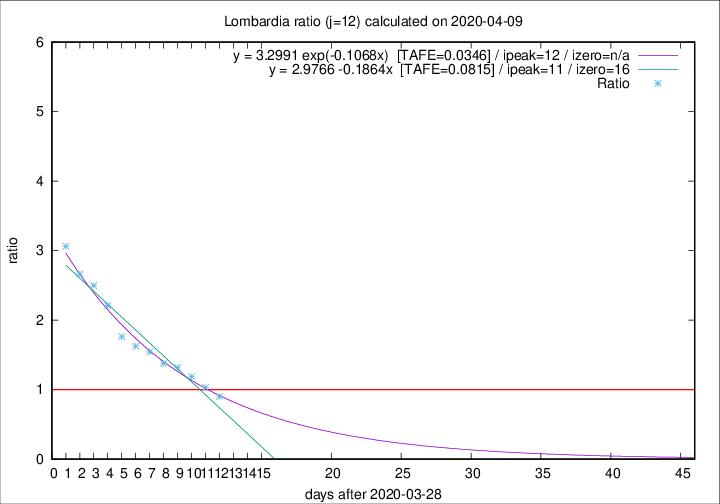 Lombardia ratio (j=12) calculated on 2020-04-09
y = 3.2991 exp(-0.1068x) [TAFE=0.0346] / ipeak=12 / izero=n/a
y = 2.9766 -0.1864x [TAFE=0.0815] / ipeak=11 / izero=16
Ratio
6
5
4
3
2
1
0
ratio
0 1 2 3 4 5 6 7 8 9 10 11 12 13 14 15 20 25 30 35 40 45
days after 2020-03-28